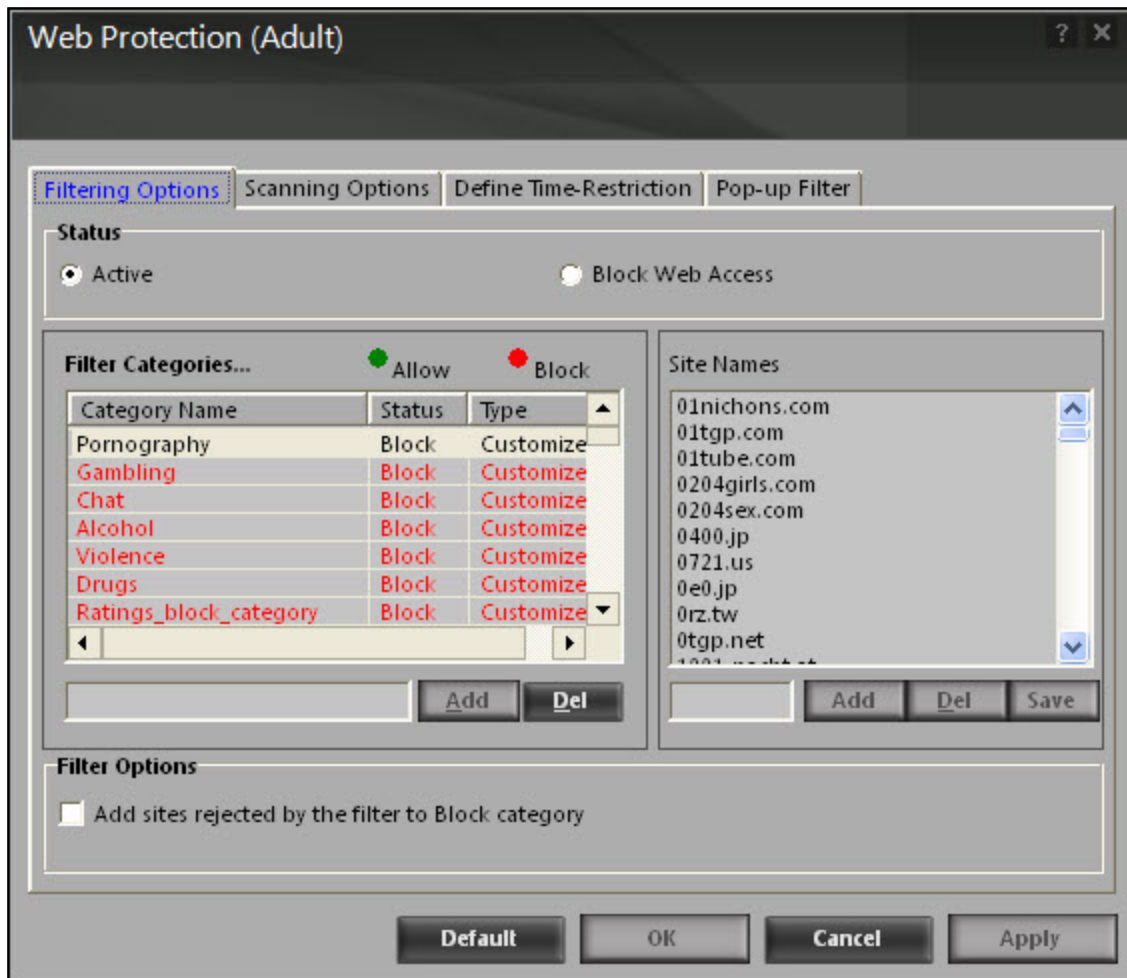 Web Protection (Adult)
? ×
Filtering Options Scanning Options Define Time-Restriction Pop-up Filter
Status
Active Block Web Access
Filter Categories... Allow Block
Category Name Status Type
Pornography Block Customize
Gambling Block Customize
Chat Block Customize
Alcohol Block Customize
Violence Block Customize
Drugs Block Customize
Ratings_block_category Block Customize
Add Del
Site Names
01nichons.com
01tgp.com
01tube.com
0204girls.com
0204sex.com
0400.jp
0721.us
0e0.jp
0rz.tw
0tgp.net
Add Del Save
Filter Options
Add sites rejected by the filter to Block category
Default OK Cancel Apply